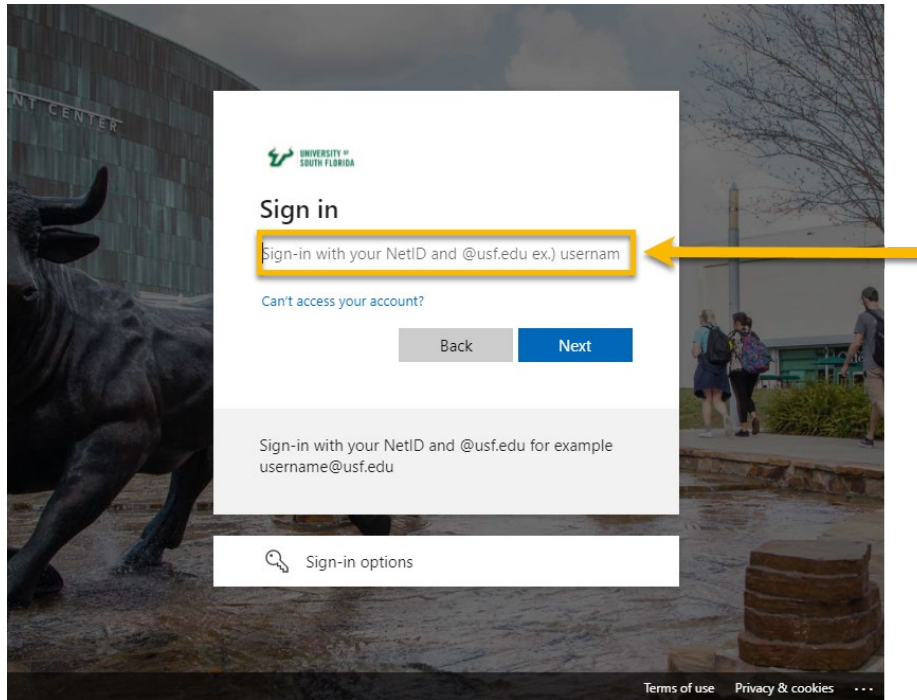 NT CENTER
UNIVERSITY of
SOUTH FLORIDA
Sign in
Sign-in with your NetID and @usf.edu ex.) usernam
Can't access your account?
Back
Next
Sign-in with your NetID and @usf.edu for example
username@usf.edu
Sign-in options
Terms of use
Privacy & cookies